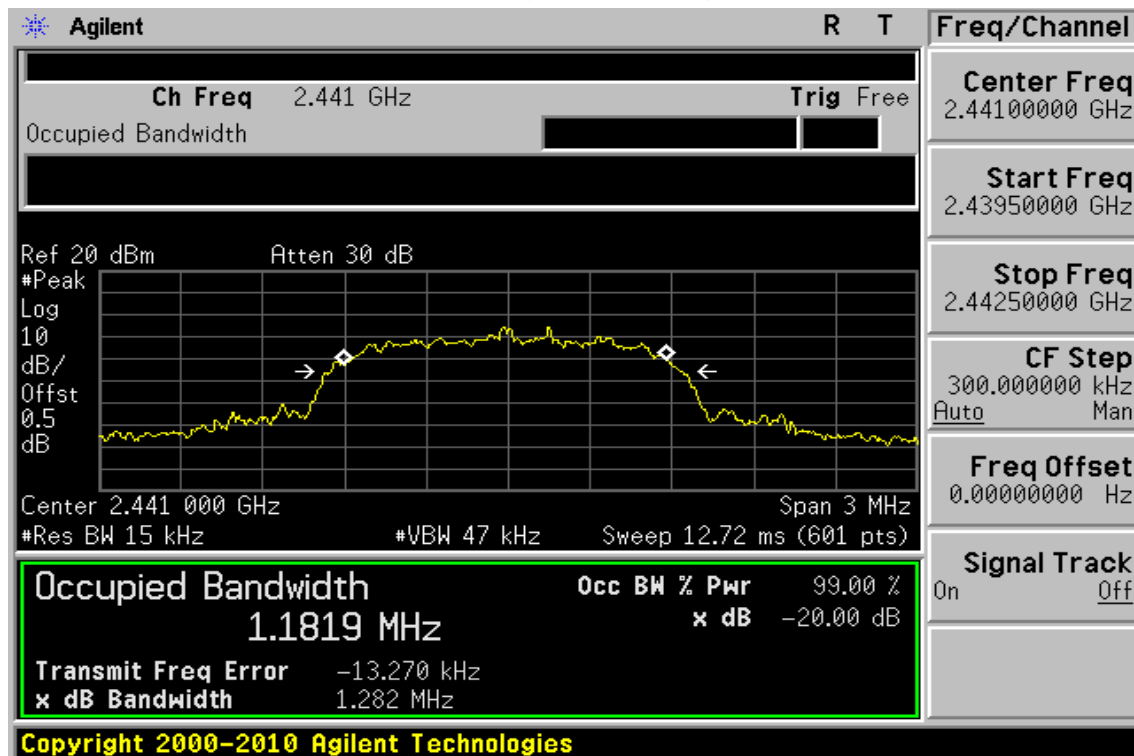 Agilent R T
Ch Freq 2.441 GHz Trig Free
Occupied Bandwidth
Ref 20 dBm Atten 30 dB
#Peak
Log
10
dB/
Offst
0.5
dB
Center 2.441 000 GHz Span 3 MHz
#Res BW 15 kHz #VBW 47 kHz Sweep 12.72 ms (601 pts)
Occupied Bandwidth Occ BW % Pwr 99.00 %
1.1819 MHz x dB -20.00 dB
Transmit Freq Error -13.270 kHz
x dB Bandwidth 1.282 MHz
Copyright 2000-2010 Agilent Technologies
Freq/Channel
Center Freq
2.44100000 GHz
Start Freq
2.43950000 GHz
Stop Freq
2.44250000 GHz
CF Step
300.000000 kHz
Auto Man
Freq Offset
0.00000000 Hz
Signal Track
On Off